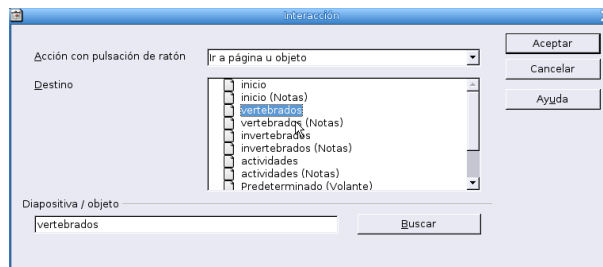 Interacción
Acción con pulsación de ratón
Ir a página u objeto
Aceptar
Cancelar
Ayuda
Destino
inicio
inicio (Notas)
vertebrados
vertebrados (Notas)
invertebrados
invertebrados (Notas)
actividades
actividades (Notas)
Predeterminado (Volante)
Diapositiva / objeto
vertebrados
Buscar